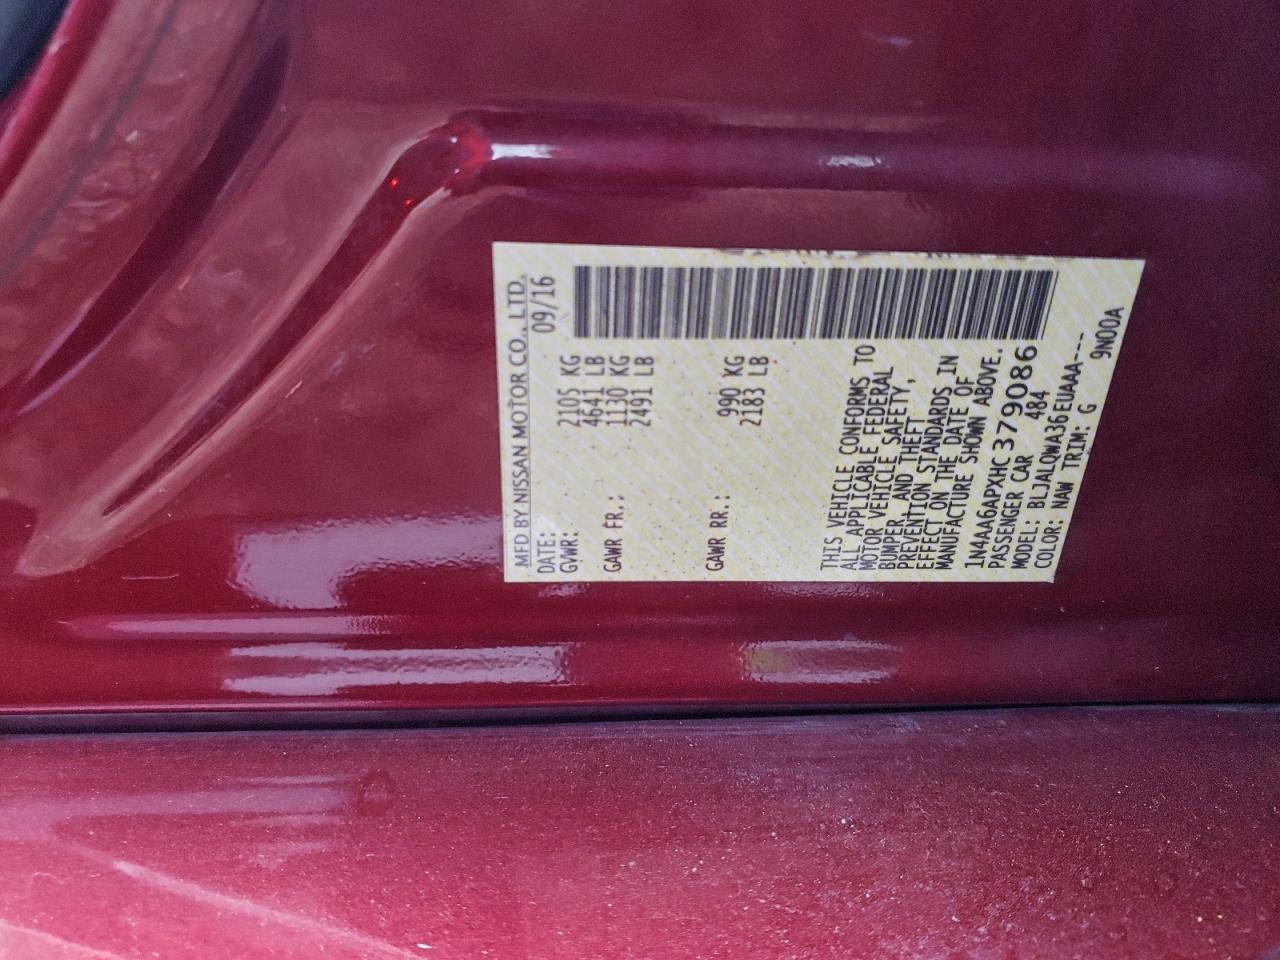 MFD BY NISSAN MOTOR CO., LTD.
DATE: 09/16
GVWR: 2105 KG
4641 LB
GAWR FR.: 1130 KG
2491 LB
GAWR RR.: 990 KG
2183 LB
THIS VEHICLE CONFORMS TO
ALL APPLICABLE FEDERAL
MOTOR VEHICLE SAFETY,
BUMPER, AND THEFT
PREVENTION STANDARDS IN
EFFECT ON THE DATE OF
MANUFACTURE SHOWN ABOVE.
1N4AA6APXHC379086
PASSENGER CAR 484
MODEL: BLJALQWA36EUAAA---
COLOR: NAW TRIM: G 9N00A